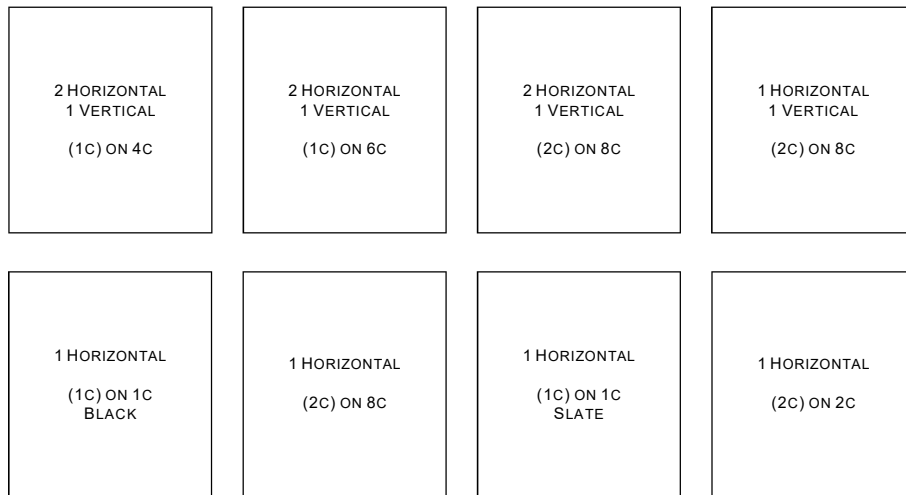 2 HORIZONTAL
1 VERTICAL
(1C) ON 4C
2 HORIZONTAL
1 VERTICAL
(1C) ON 6C
2 HORIZONTAL
1 VERTICAL
(2C) ON 8C
1 HORIZONTAL
1 VERTICAL
(2C) ON 8C
1 HORIZONTAL
(1C) ON 1C
BLACK
1 HORIZONTAL
(2C) ON 8C
1 HORIZONTAL
(1C) ON 1C
SLATE
1 HORIZONTAL
(2C) ON 2C